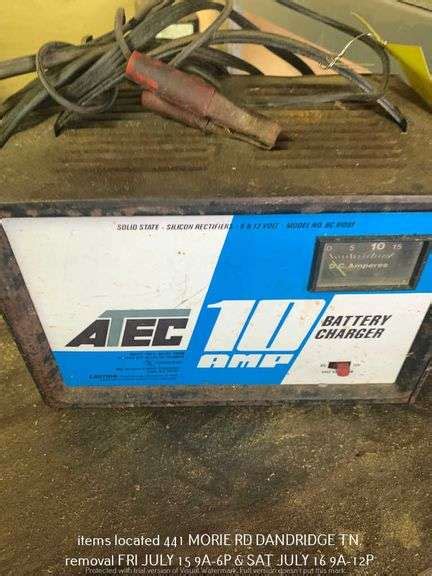 SOLID STATE - SILICON RECTIFIERS - 6 & 12 VOLT - MODEL NO. BC
0 5 10 15
D.C. Amperes
ATEC
10
AMP
BATTERY
CHARGER
items located 441 MORIE RD DANDRIDGE TN,
removal FRI JULY 15 9A-6P & SAT JULY 16 9A-12P
Protected with trial version of Visual Watermark. Full version doesn't put this mark.